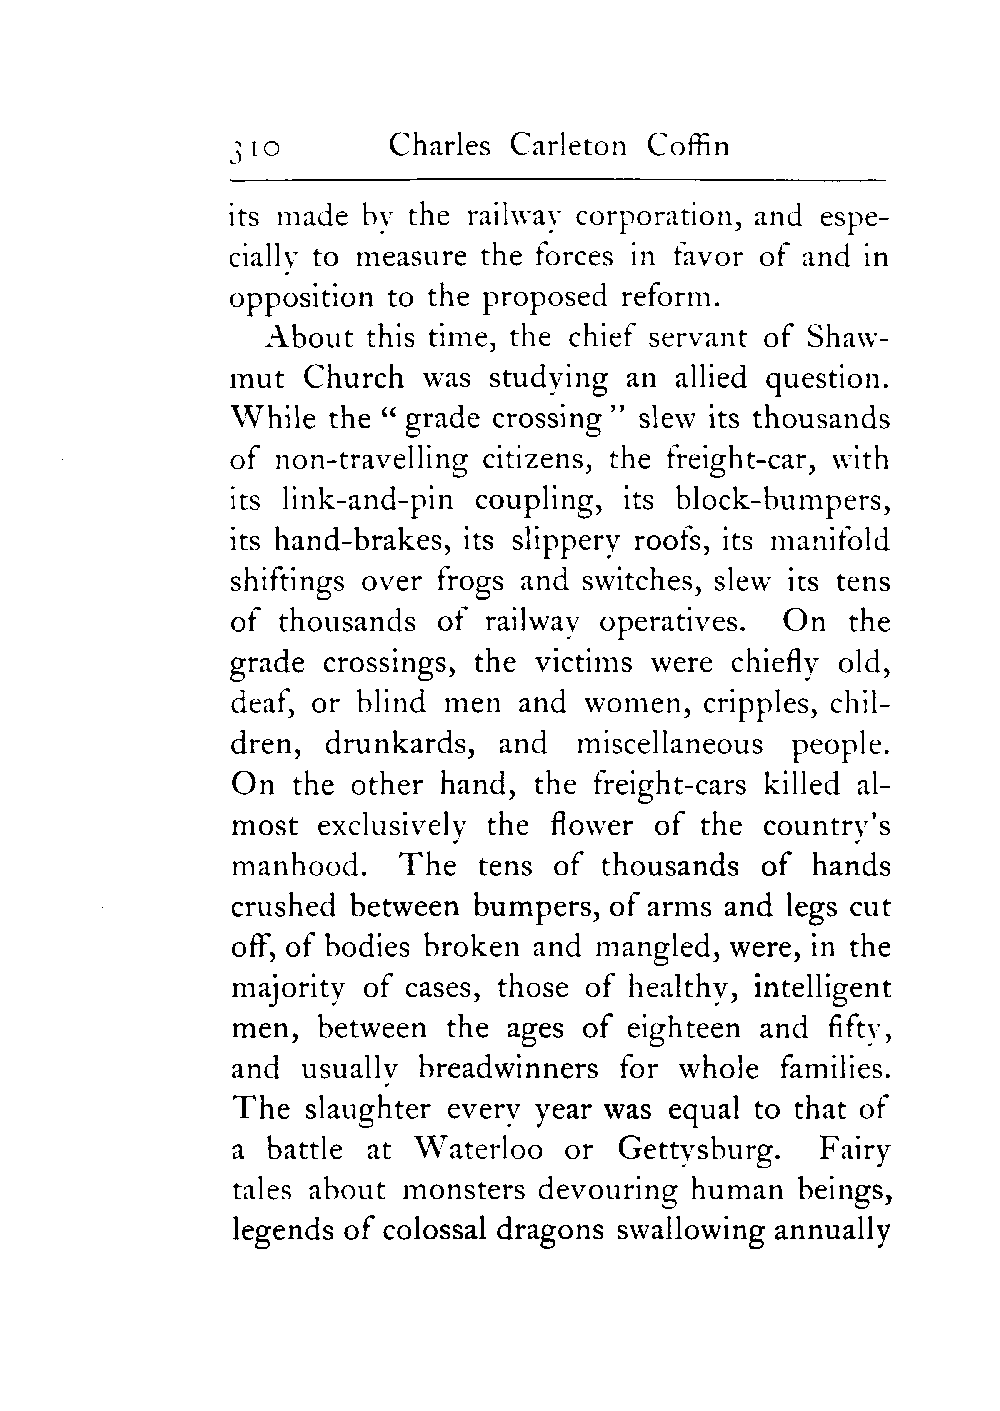 310 Charles Carleton Coffin
its made by the railway corporation, and espe-
cially to measure the forces in favor of and in
opposition to the proposed reform.
About this time, the chief servant of Shaw-
mut Church was studying an allied question.
While the “ grade crossing ” slew its thousands
of non-travelling citizens, the freight-car, with
its link-and-pin coupling, its block-bumpers,
its hand-brakes, its slippery roofs, its manifold
shiftings over frogs and switches, slew its tens
of thousands of railway operatives. On the
grade crossings, the victims were chiefly old,
deaf, or blind men and women, cripples, chil-
dren, drunkards, and miscellaneous people.
On the other hand, the freight-cars killed al-
most exclusively the flower of the country's
manhood. The tens of thousands of hands
crushed between bumpers, of arms and legs cut
off, of bodies broken and mangled, were, in the
majority of cases, those of healthy, intelligent
men, between the ages of eighteen and fifty,
and usually breadwinners for whole families.
The slaughter every year was equal to that of
a battle at Waterloo or Gettysburg. Fairy
tales about monsters devouring human beings,
legends of colossal dragons swallowing annually